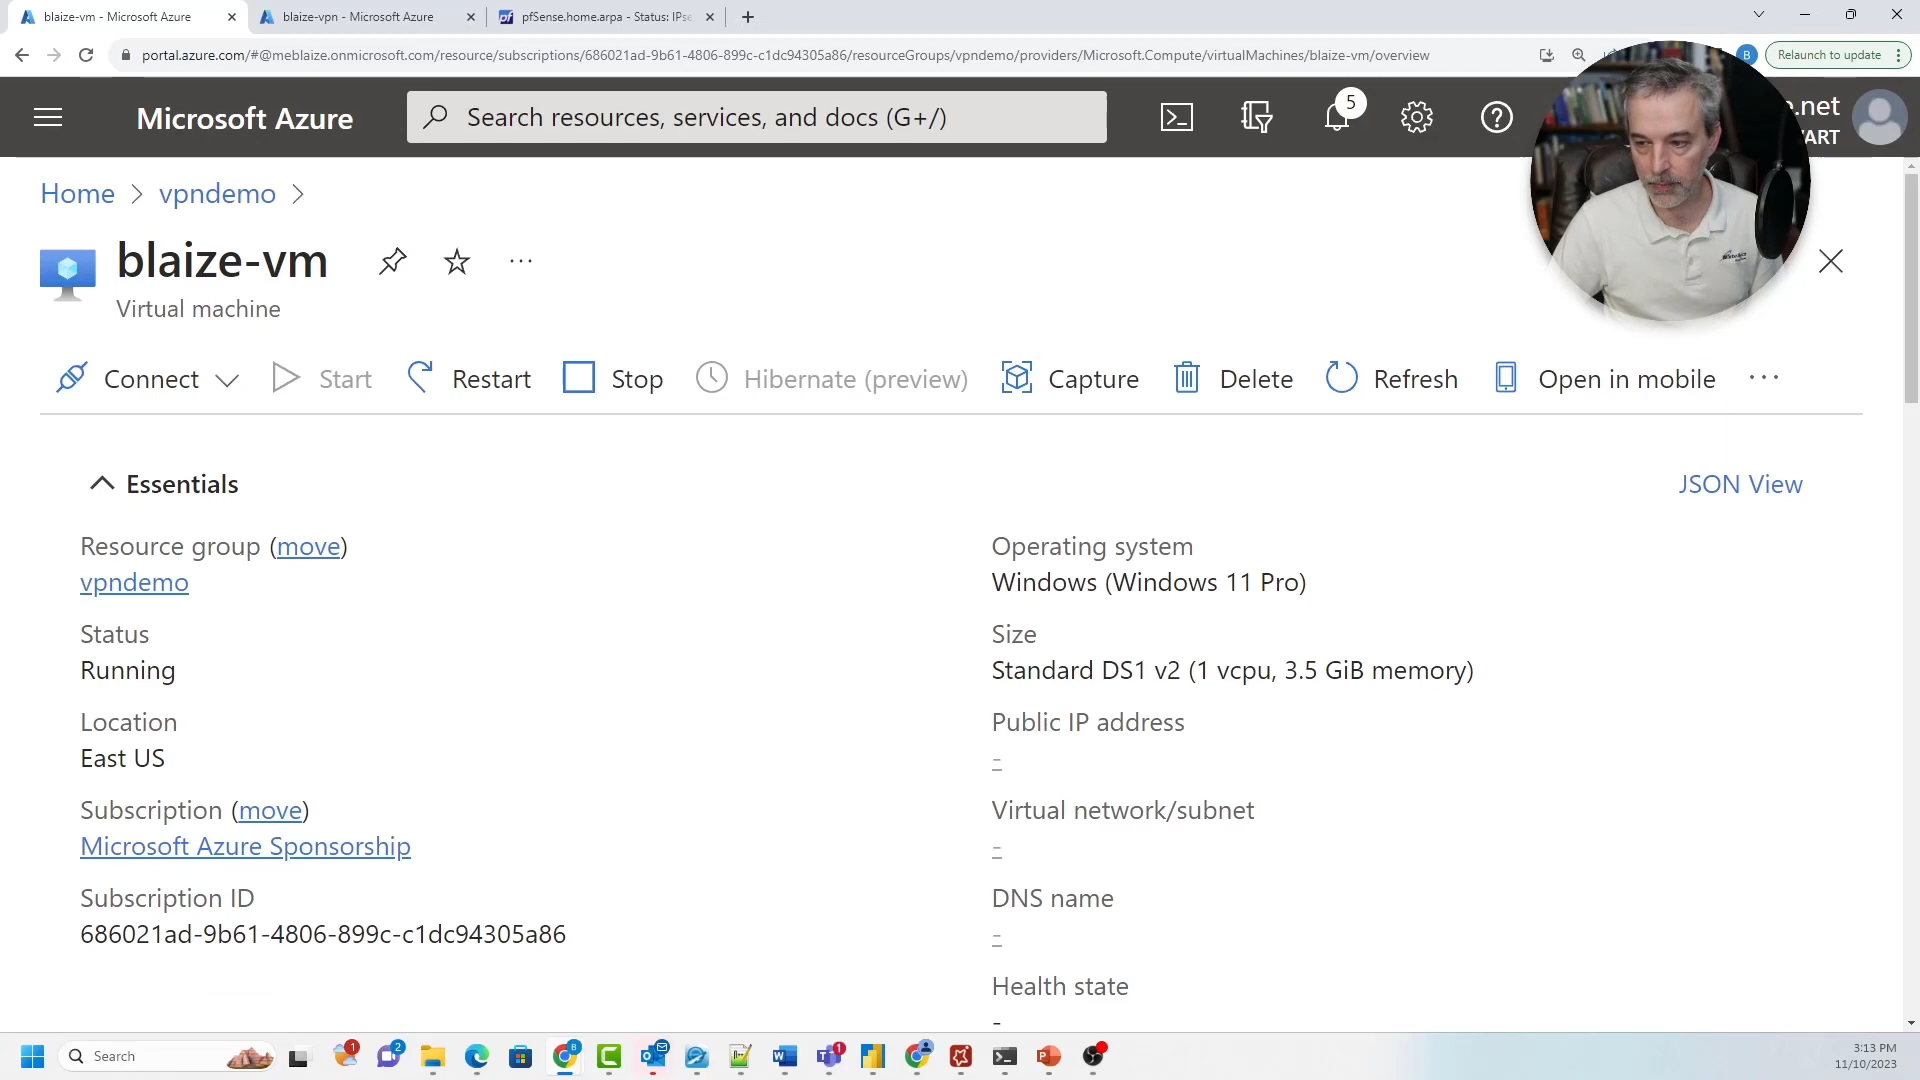 blaize-vm - Microsoft Azure
blaize-vpn - Microsoft Azure
pfSense.home.arpa - Status: IPse
portal.azure.com/#@meblaize.onmicrosoft.com/resource/subscriptions/686021ad-9b61-4806-899c-c1dc94305a86/resourceGroups/vpndemo/providers/Microsoft.Compute/virtualMachines/blaize-vm/overview
B
Relaunch to update
Microsoft Azure
Search resources, services, and docs (G+/)
5
.net
Home
vpndemo
blaize-vm
Virtual machine
Connect
Start
Restart
Stop
Hibernate (preview)
Capture
Delete
Refresh
Open in mobile
Essentials
JSON View
Resource group (move)
vpndemo
Status
Running
Location
East US
Subscription (move)
Microsoft Azure Sponsorship
Subscription ID
686021ad-9b61-4806-899c-c1dc94305a86
Operating system
Windows (Windows 11 Pro)
Size
Standard DS1 v2 (1 vcpu, 3.5 GiB memory)
Public IP address
-
Virtual network/subnet
-
DNS name
-
Health state
-
Search
1
2
B
1
3:13 PM
11/10/2023